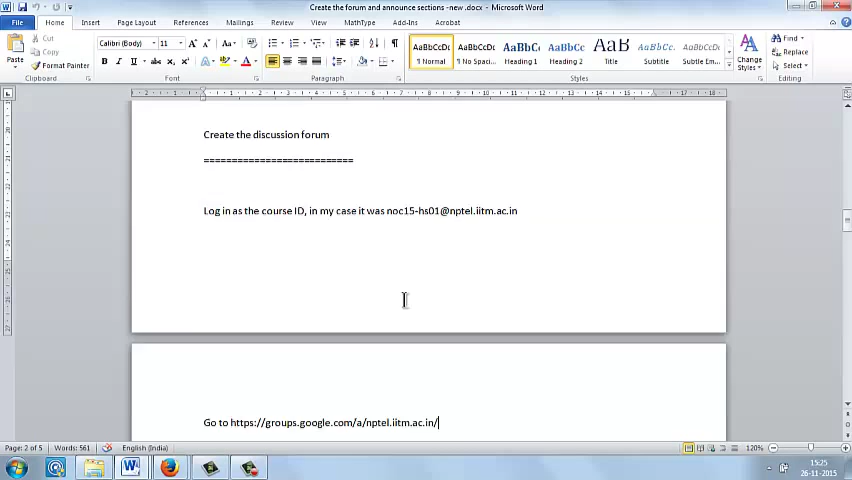 Create the forum and announce sections -new .docx - Microsoft Word
File Home Insert Page Layout References Mailings Review View MathType Add-Ins Acrobat
Cut
Copy
Format Painter
Paste
Clipboard
Calibri (Body) 11
Font
Paragraph
AaBbCcDc AaBbCcDc AaBbCc AaBbCc AaB AaBbCc. AaBbCcDc
¶ Normal ¶ No Spaci... Heading 1 Heading 2 Title Subtitle Subtle Em...
Change Styles
Styles
Find
Replace
Select
Editing
Create the discussion forum
===========================
Log in as the course ID, in my case it was noc15-hs01@nptel.iitm.ac.in
Go to https://groups.google.com/a/nptel.iitm.ac.in/
Page: 2 of 5 Words: 561 English (India) 120%
15:25
26-11-2015